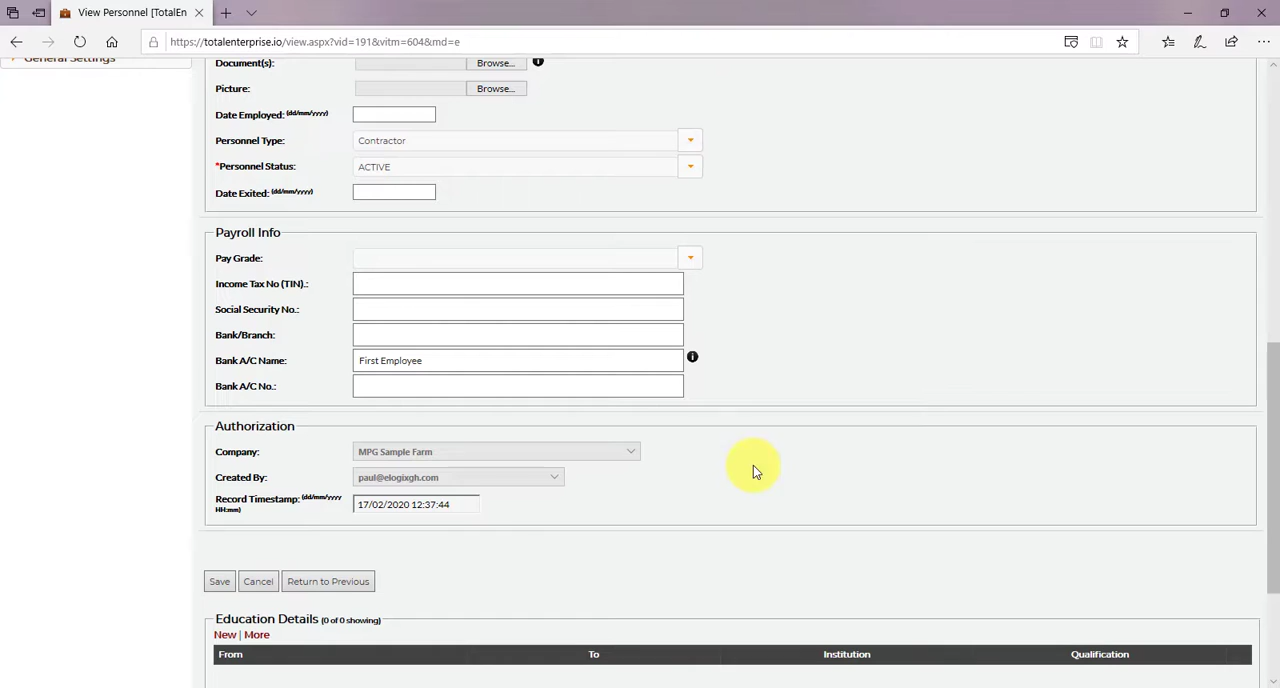 View Personnel [TotalEn
https://totalenterprise.io/view.aspx?vid=191&vitm=604&md=e
General Settings
Document(s): Browse...
Picture: Browse...
Date Employed: (dd/mm/yyyy)
Personnel Type: Contractor
*Personnel Status: ACTIVE
Date Exited: (dd/mm/yyyy)
Payroll Info
Pay Grade:
Income Tax No (TIN).:
Social Security No.:
Bank/Branch:
Bank A/C Name: First Employee
Bank A/C No.:
Authorization
Company: MPG Sample Farm
Created By: paul@elogixgh.com
Record Timestamp: (dd/mm/yyyy
HH:mm) 17/02/2020 12:37:44
Save Cancel Return to Previous
Education Details (0 of 0 showing)
New | More
From To Institution Qualification